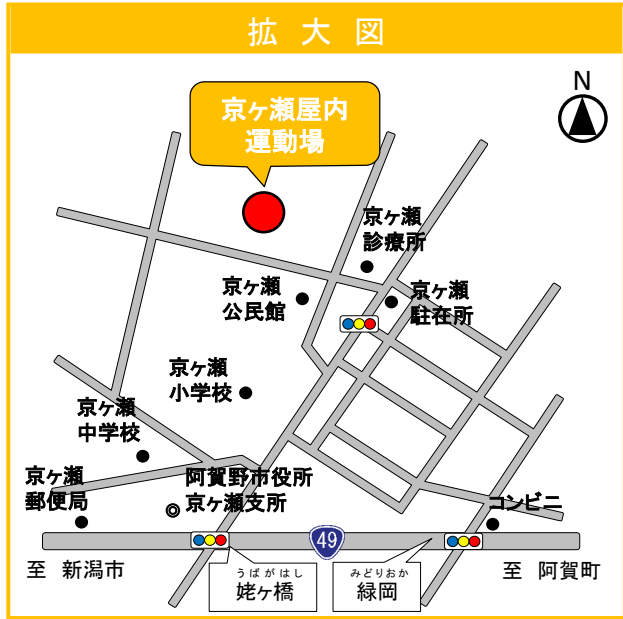 拡大図
N
京ヶ瀬屋内
運動場
京ヶ瀬
診療所
京ヶ瀬
公民館
京ヶ瀬
駐在所
京ヶ瀬
小学校
京ヶ瀬
中学校
京ヶ瀬
郵便局
阿賀野市役所
京ヶ瀬支所
コンビニ
49
至 新潟市
うばがはし
姥ヶ橋
みどりおか
緑岡
至 阿賀町